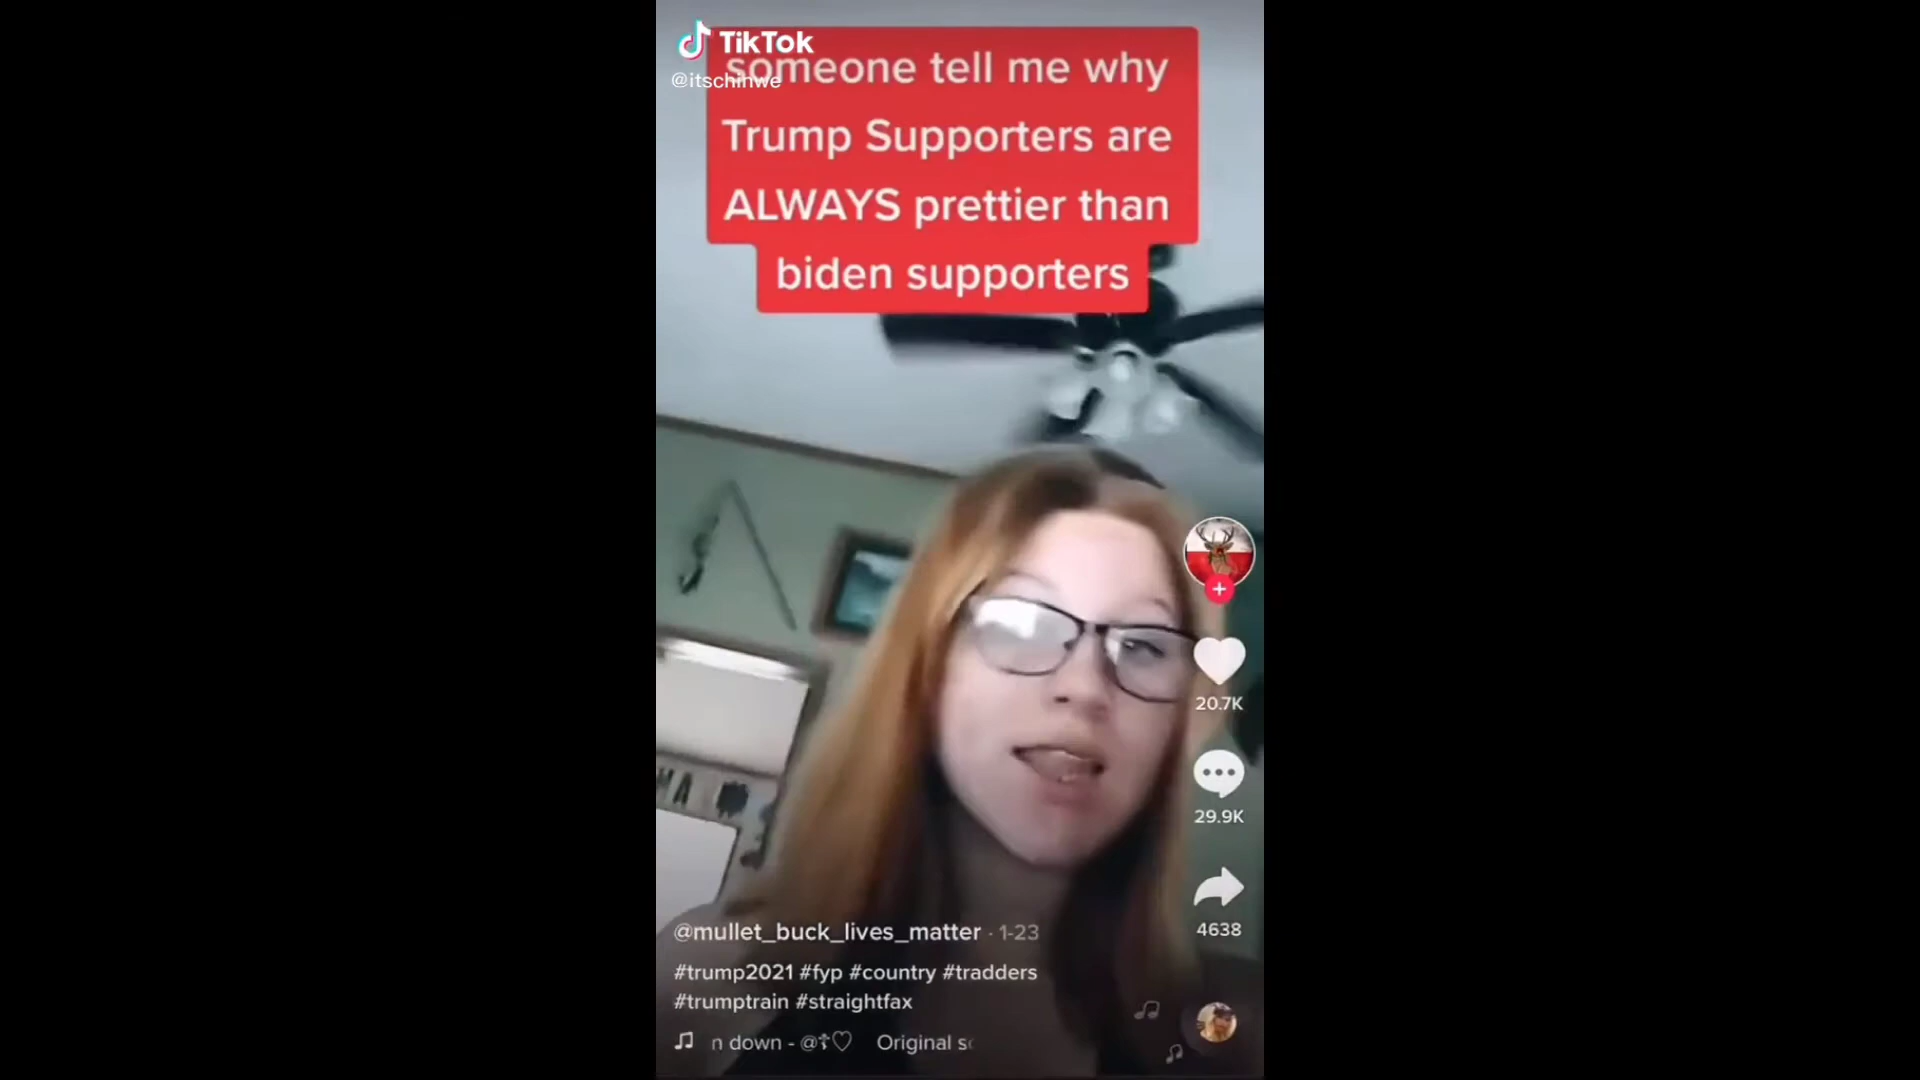 TikTok
@itschinwe
someone tell me why
Trump Supporters are
ALWAYS prettier than
biden supporters
20.7K
29.9K
4638
@mullet_buck_lives_matter · 1-23
#trump2021 #fyp #country #tradders
#trumptrain #straightfax
n down - @☦♡ Original s